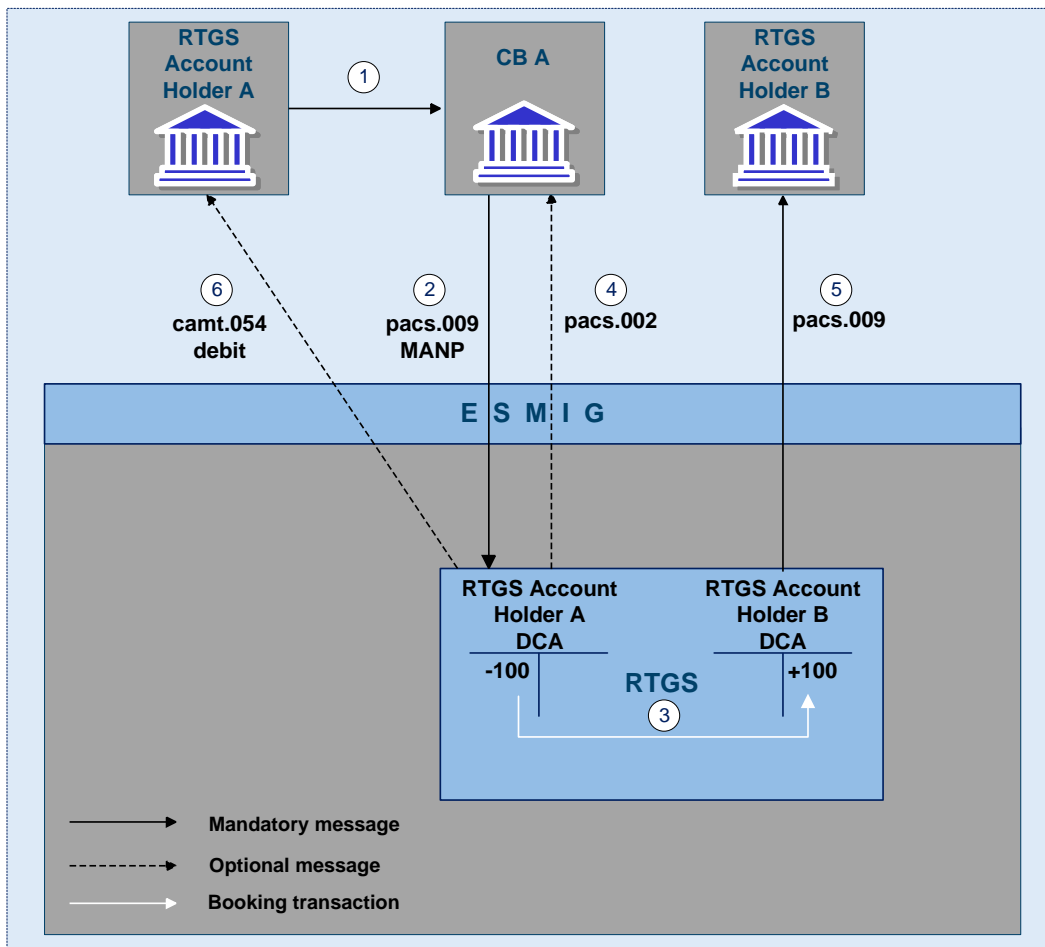 RTGS
Account
Holder A
1
CB A
RTGS
Account
Holder B
6
camt.054
debit
2
pacs.009
MANP
4
pacs.002
5
pacs.009
E S M I G
RTGS Account
Holder A
DCA
-100
RTGS Account
Holder B
DCA
+100
RTGS
3
Mandatory message
Optional message
Booking transaction